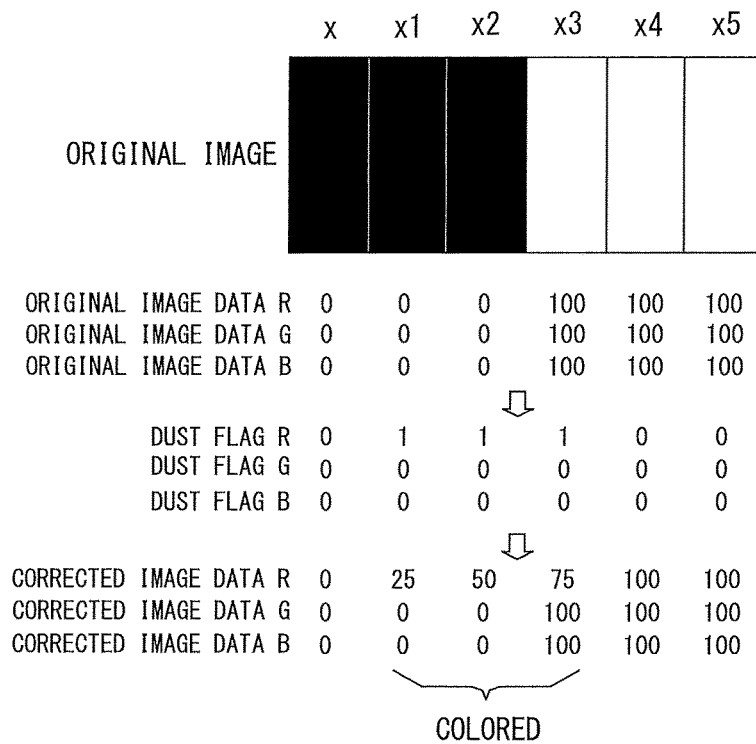 x x1 x2 x3 x4 x5
ORIGINAL IMAGE
ORIGINAL IMAGE DATA R 0 0 0 100 100 100
ORIGINAL IMAGE DATA G 0 0 0 100 100 100
ORIGINAL IMAGE DATA B 0 0 0 100 100 100
DUST FLAG R 0 1 1 1 0 0
DUST FLAG G 0 0 0 0 0 0
DUST FLAG B 0 0 0 0 0 0
CORRECTED IMAGE DATA R 0 25 50 75 100 100
CORRECTED IMAGE DATA G 0 0 0 100 100 100
CORRECTED IMAGE DATA B 0 0 0 100 100 100
COLORED